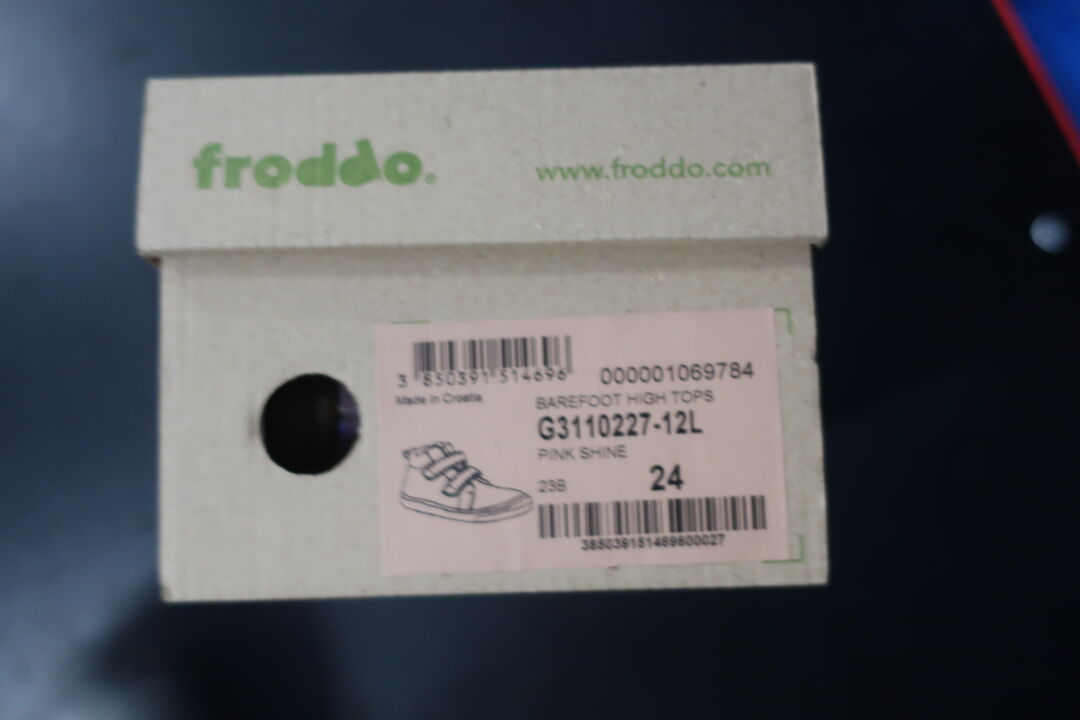 froddo®
www.froddo.com
3 850391 514696
000001069784
Made in Croatia
BAREFOOT HIGH TOPS
G3110227-12L
PINK SHINE
23B
24
385039151469600027